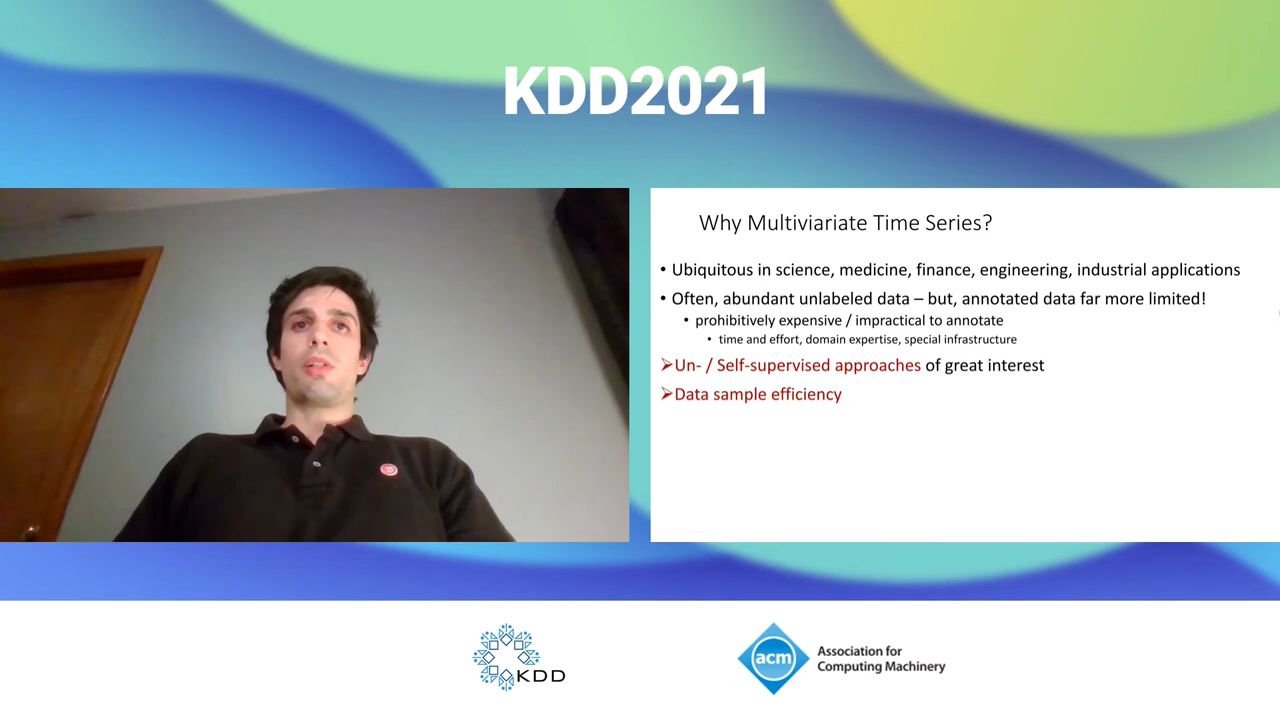 KDD2021
Why Multiviariate Time Series?
• Ubiquitous in science, medicine, finance, engineering, industrial applications
• Often, abundant unlabeled data – but, annotated data far more limited!
• prohibitively expensive / impractical to annotate
• time and effort, domain expertise, special infrastructure
➢Un- / Self-supervised approaches of great interest
➢Data sample efficiency
KDD
acm
Association for
Computing Machinery